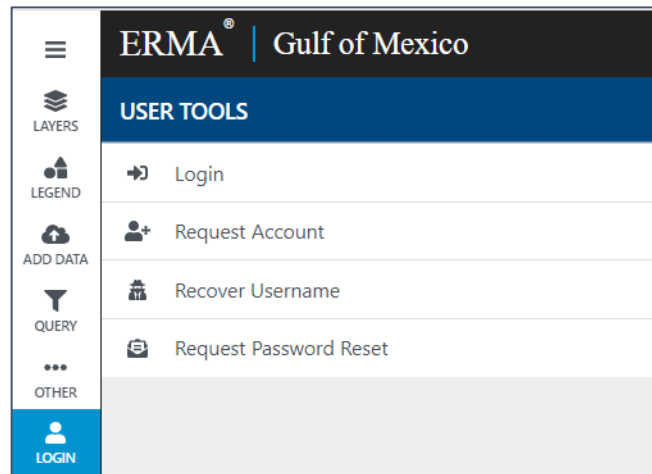 ERMA® | Gulf of Mexico
LAYERS
LEGEND
ADD DATA
QUERY
OTHER
LOGIN
USER TOOLS
Login
Request Account
Recover Username
Request Password Reset